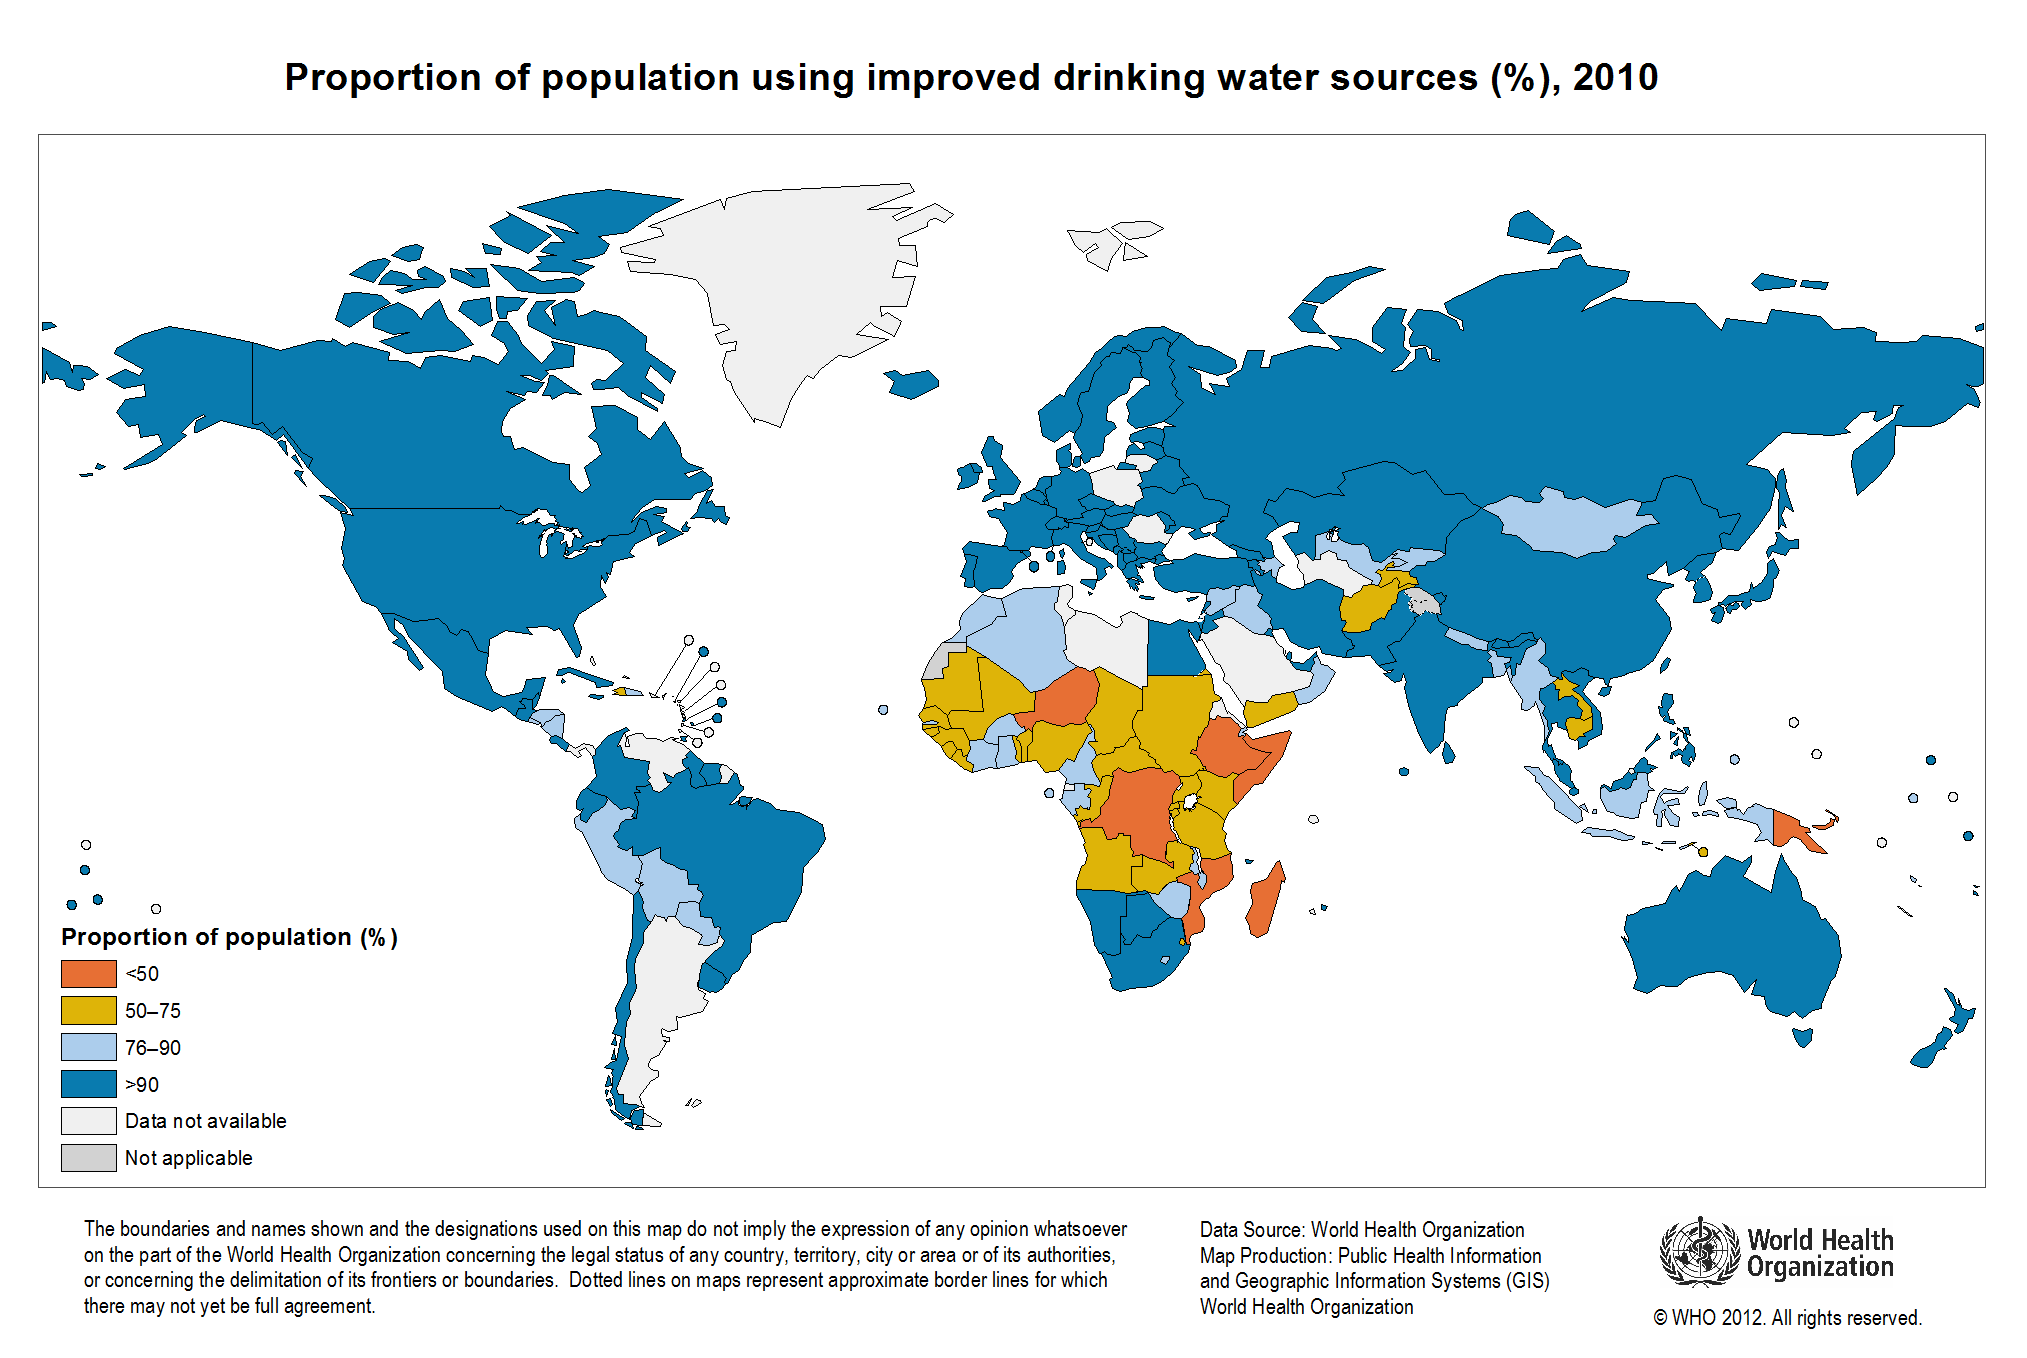 Proportion of population using improved drinking water sources (%), 2010
Proportion of population (%)
<50
50–75
76–90
>90
Data not available
Not applicable
The boundaries and names shown and the designations used on this map do not imply the expression of any opinion whatsoever
on the part of the World Health Organization concerning the legal status of any country, territory, city or area or of its authorities,
or concerning the delimitation of its frontiers or boundaries.  Dotted lines on maps represent approximate border lines for which
there may not yet be full agreement.
Data Source: World Health Organization
Map Production: Public Health Information
and Geographic Information Systems (GIS)
World Health Organization
World Health
Organization
© WHO 2012. All rights reserved.